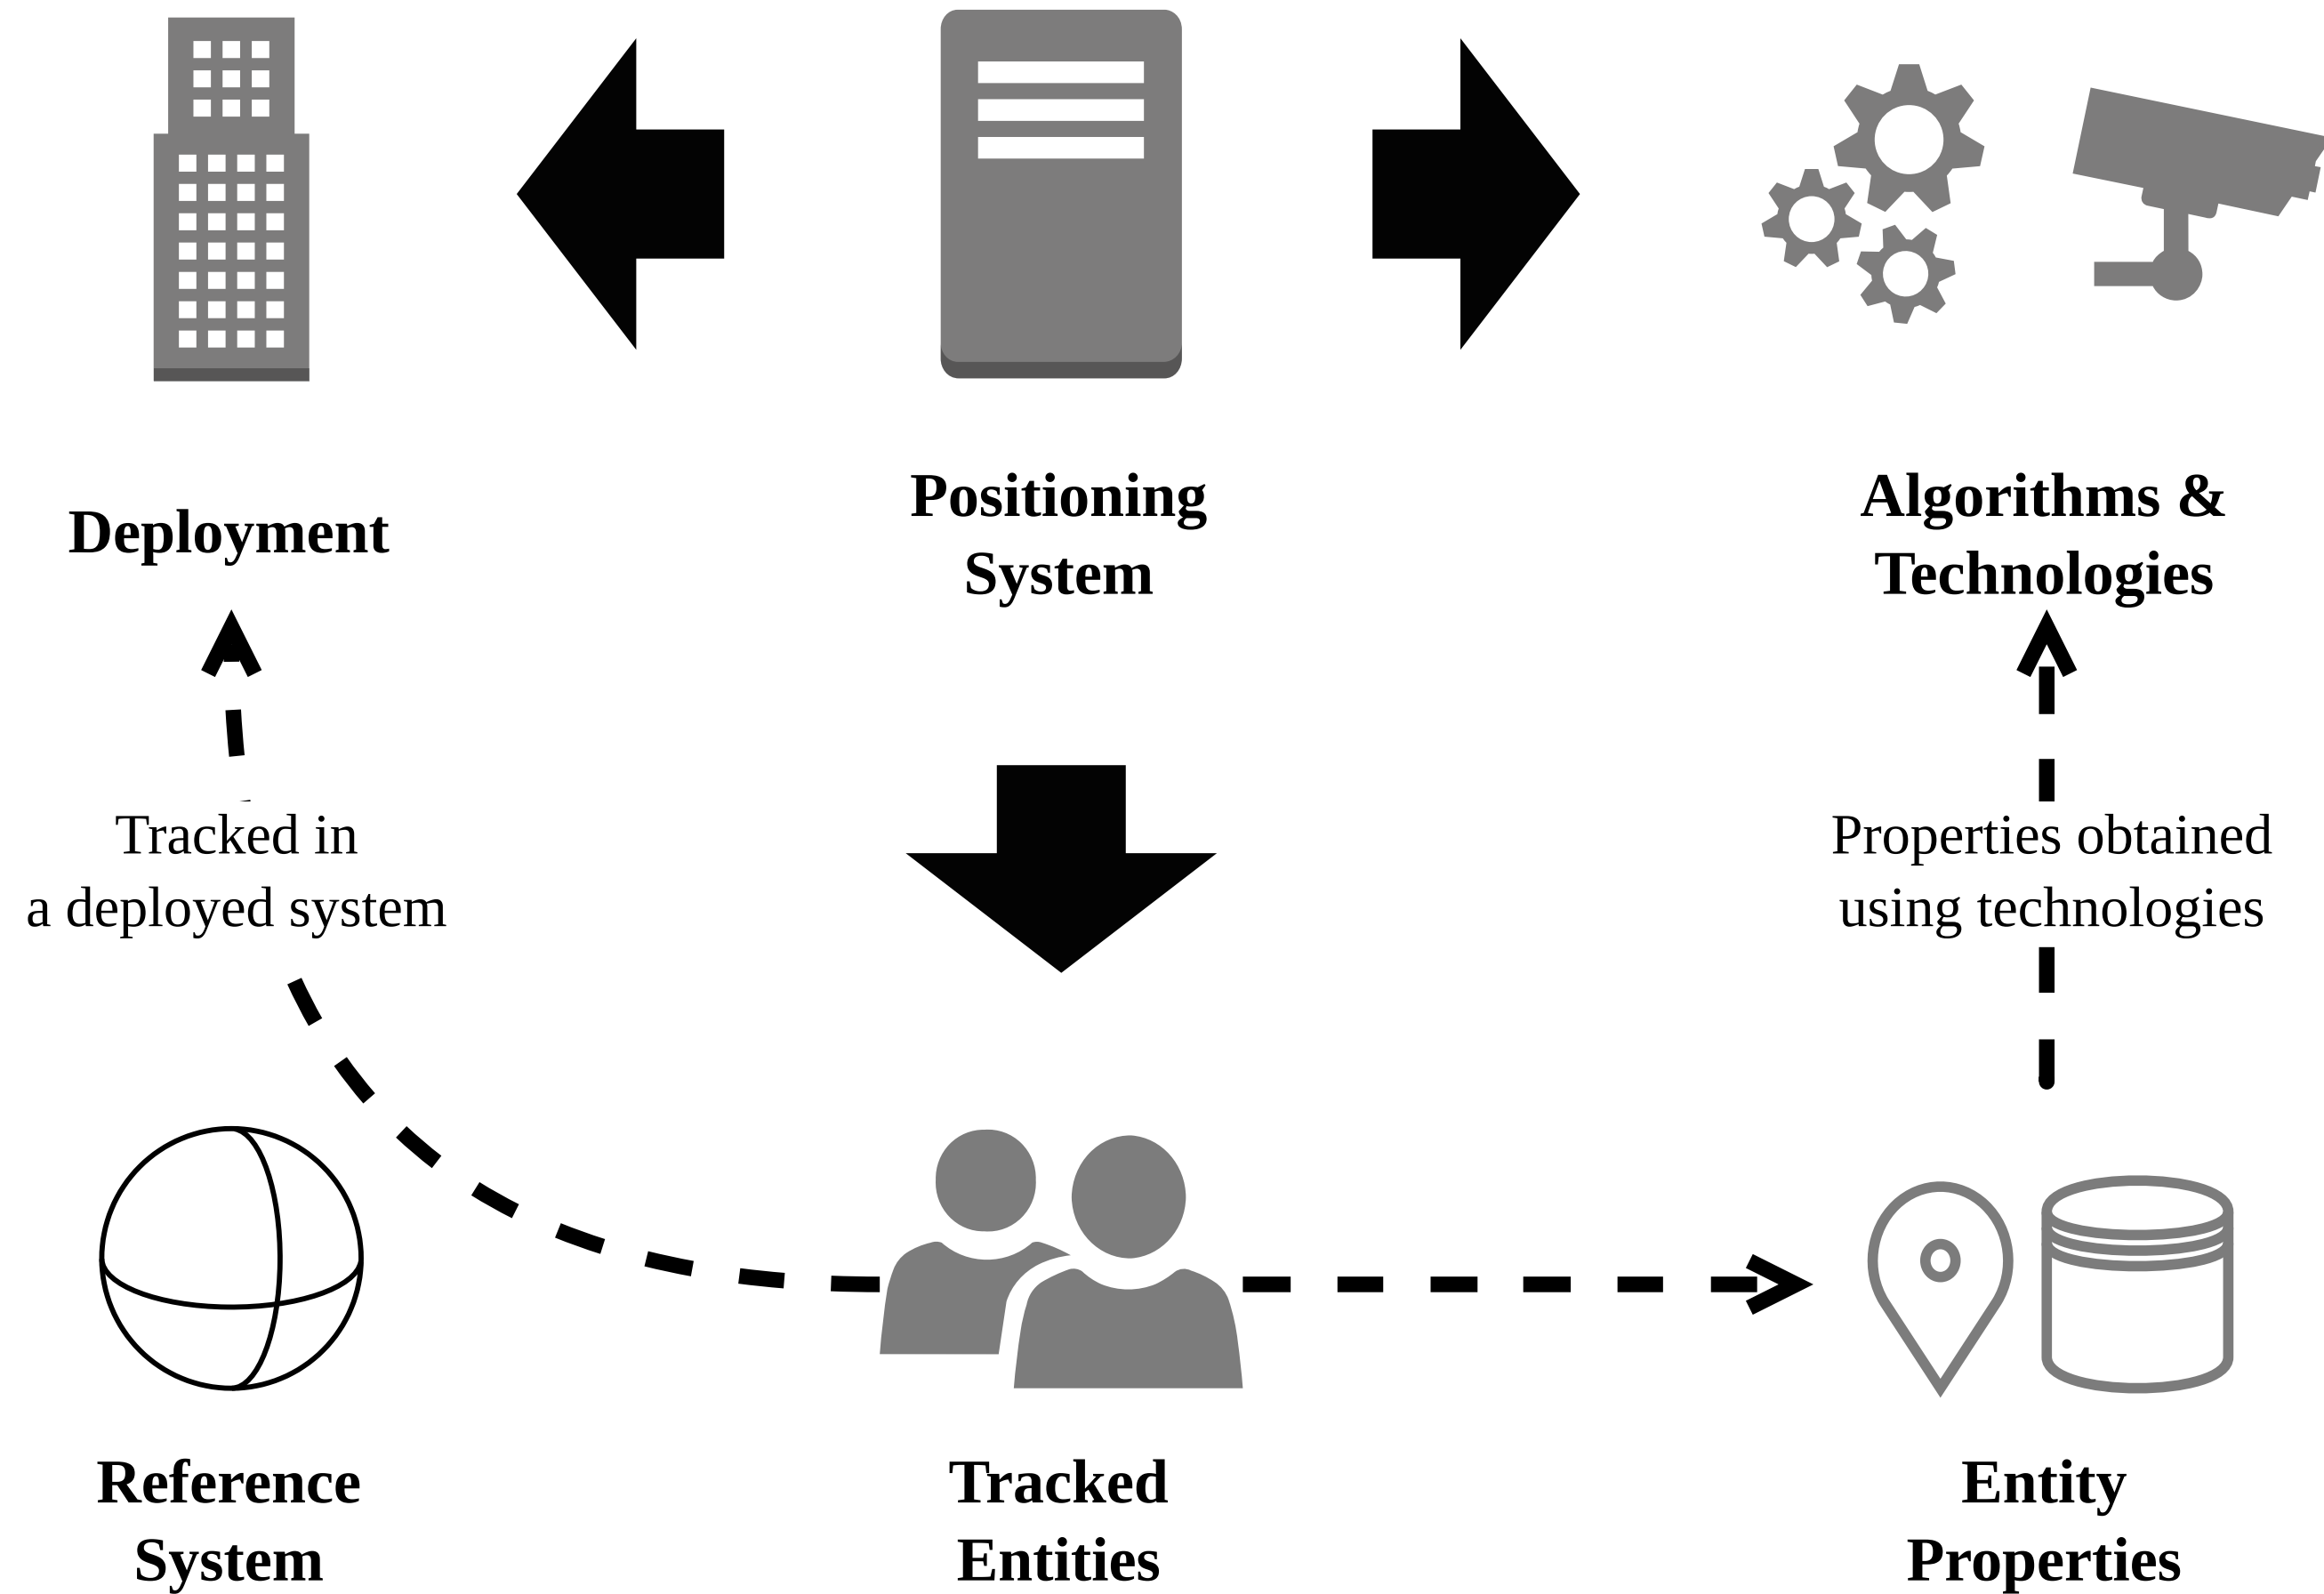 Deployment
Positioning
System
Algorithms &
Technologies
Tracked in
a deployed system
Properties obtained
using technologies
Reference
System
Tracked
Entities
Entity
Properties